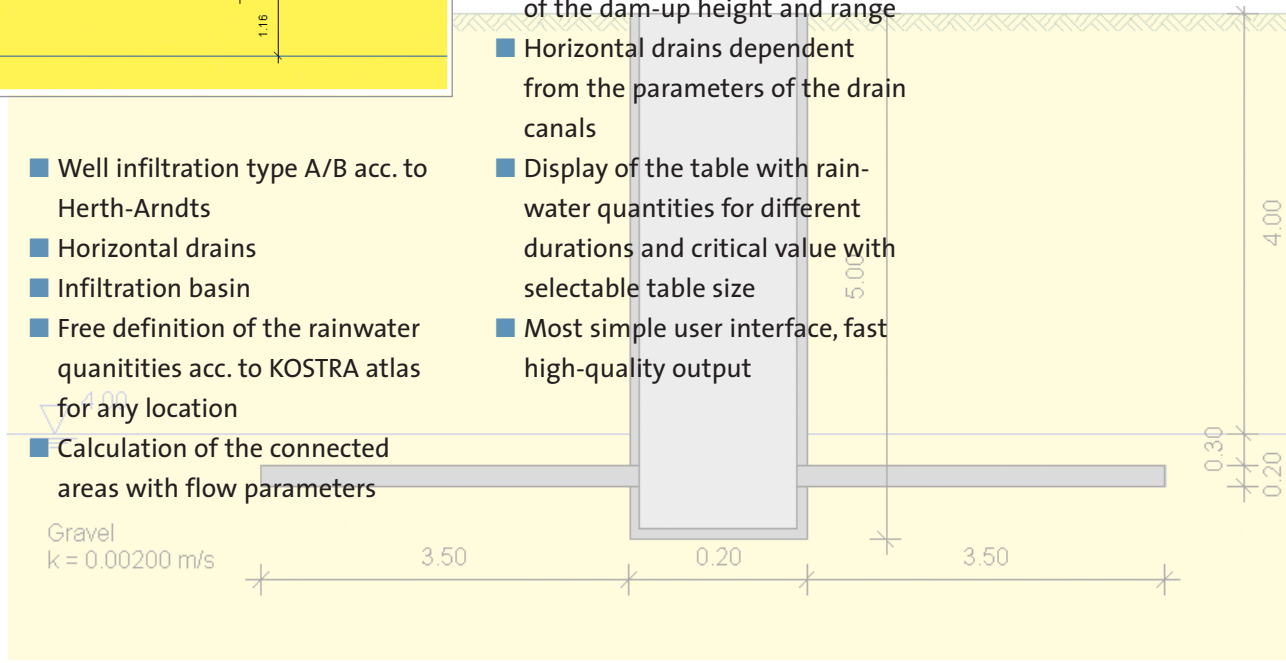 1.16
Well infiltration type A/B acc. to
Herth-Arndts
Horizontal drains
Infiltration basin
Free definition of the rainwater
quanitities acc. to KOSTRA atlas
for any location
Calculation of the connected
areas with flow parameters
of the dam-up height and range
Horizontal drains dependent
from the parameters of the drain
canals
Display of the table with rain-
water quantities for different
durations and critical value with
selectable table size
Most simple user interface, fast
high-quality output
4.00
5.00
4.00
0.30
0.20
Gravel
k = 0.00200 m/s
3.50
0.20
3.50